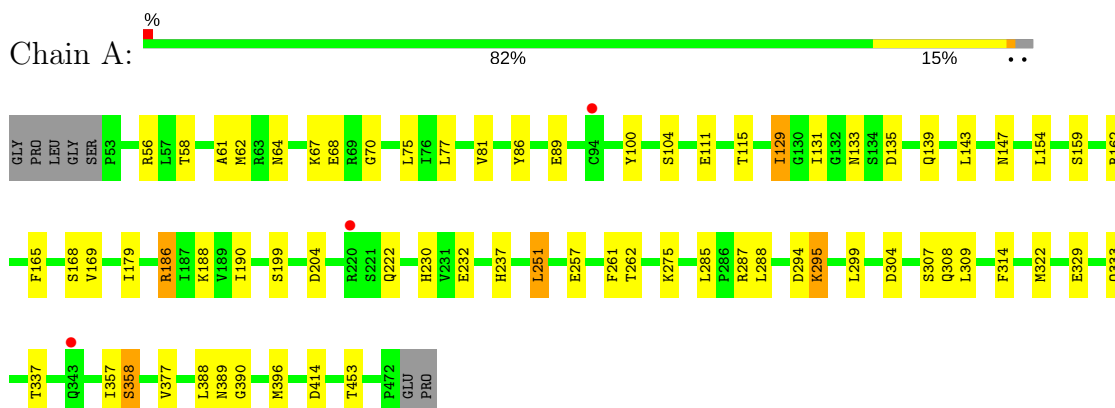 %
Chain A:
82% 15% • •
GLY PRO LEU GLY SER P53 R56 L57 T58 A61 M62 R63 N64 K67 E68 R69 G70 L75 I76 L77 V81 Y86 E89 C94 Y100 S104 E111 T115 I129 G130 I131 G132 N133 S134 D135 Q139 L143 N147 L154 S159
F165 S168 V169 I179 R186 I187 K188 V189 I190 S199 D204 R220 S221 Q222 H230 V231 E232 H237 L251 E257 F261 T262 K275 L285 P286 R287 L288 D294 K295 L299 D304 S307 Q308 L309 F314 M322 E329
T337 Q343 I357 S358 V377 L388 N389 G390 M396 D414 T453 P472 GLU PRO